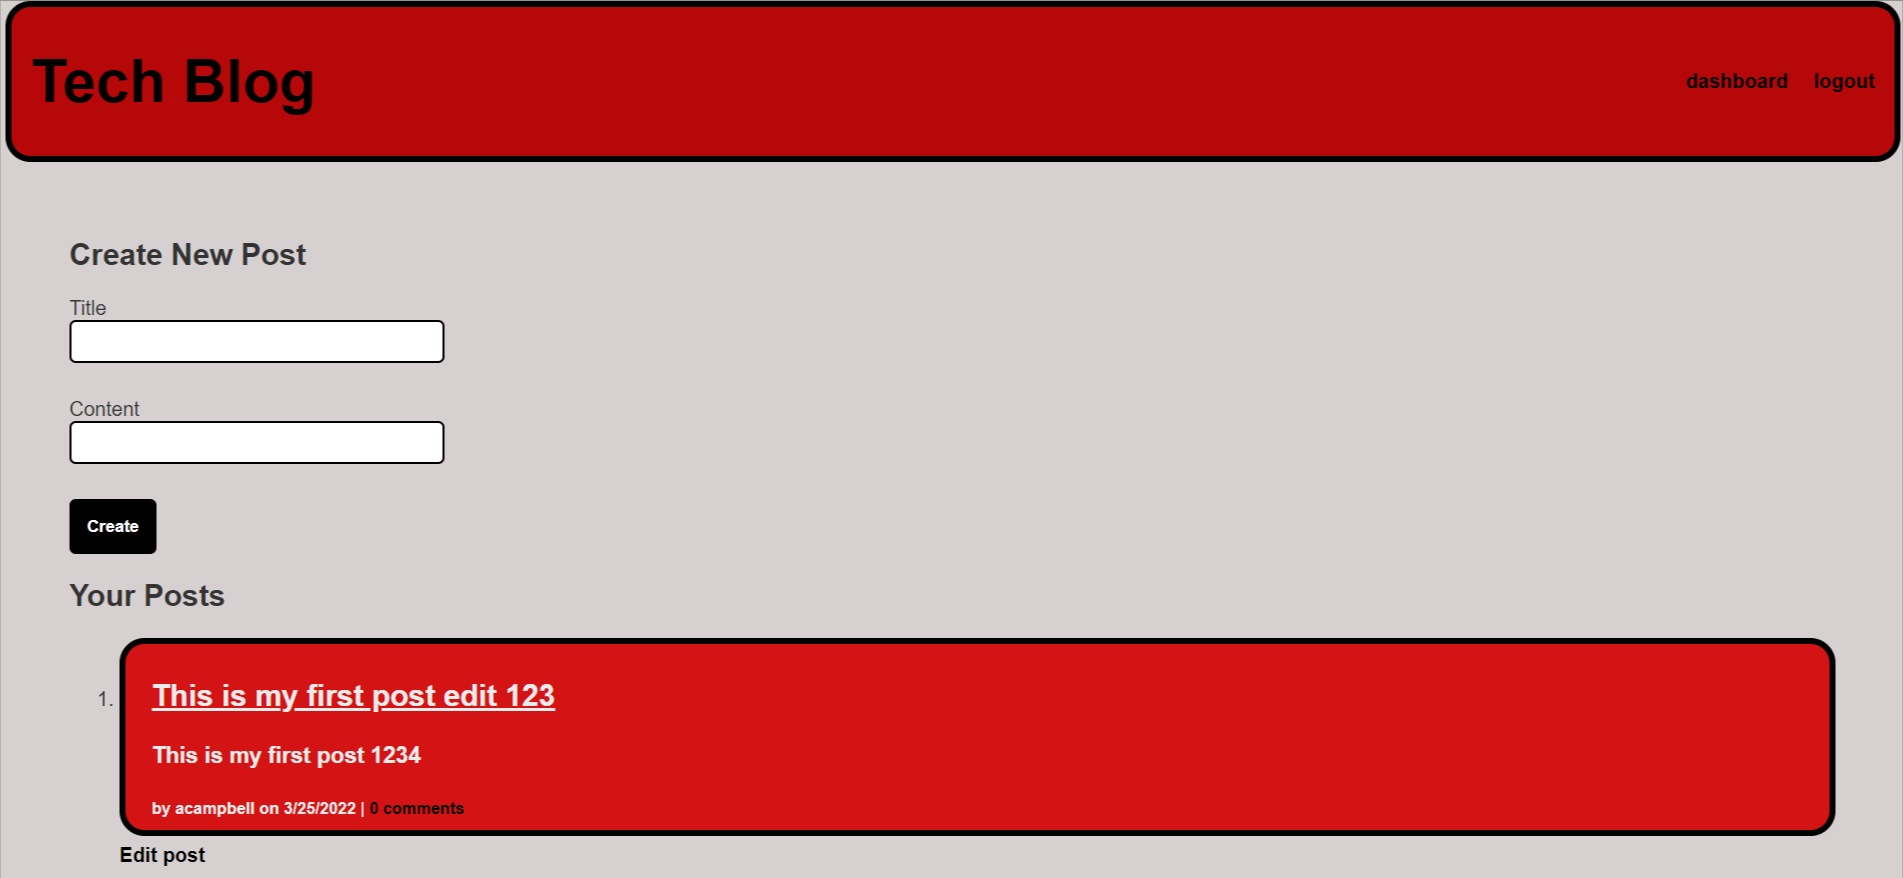 Tech Blog
dashboard logout
Create New Post
Title
Content
Create
Your Posts
1. This is my first post edit 123
This is my first post 1234
by acampbell on 3/25/2022 | 0 comments
Edit post